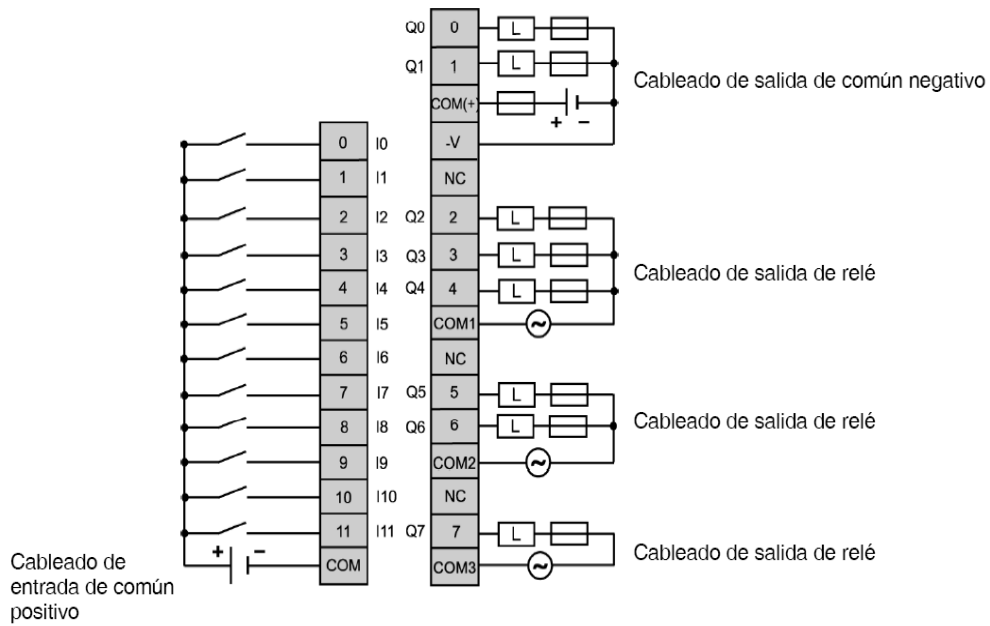 Q0 0 L
Q1 1 L
Cableado de salida de común negativo
COM(+) + −
-V
NC
0 I0
1 I1
2 I2
3 I3
4 I4
5 I5
6 I6
7 I7
8 I8
9 I9
10 I10
11 I11
+ −
COM
Cableado de
entrada de común
positivo
Q2 2 L
Q3 3 L
Q4 4 L
COM1 ~
Cableado de salida de relé
NC
Q5 5 L
Q6 6 L
COM2 ~
Cableado de salida de relé
NC
Q7 7 L
COM3 ~
Cableado de salida de relé